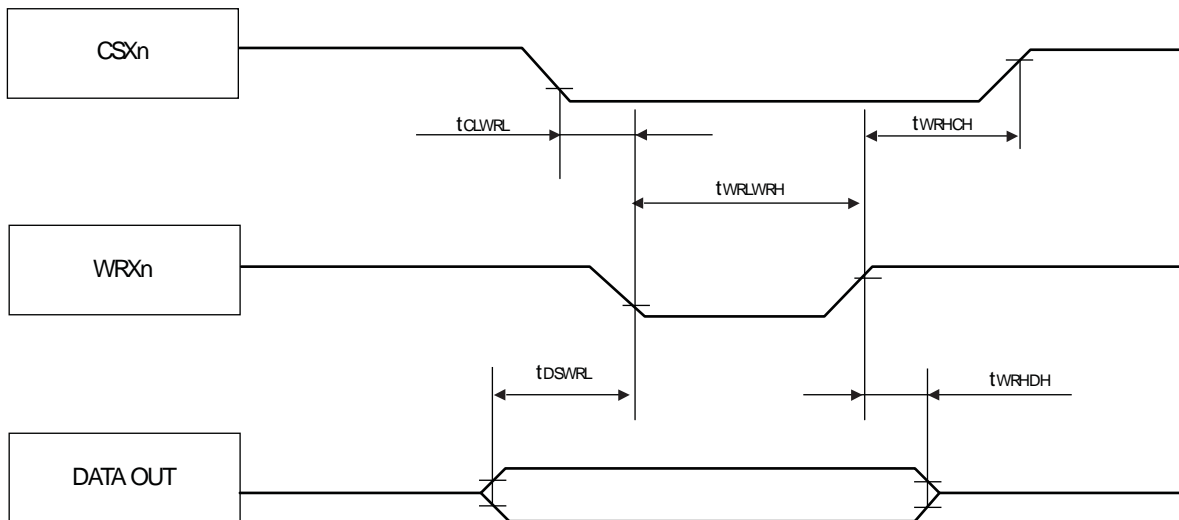 CSXn
tCLWRL
tWRHCH
tWRLWRH
WRXn
tDSWRL
tWRHDH
DATA OUT